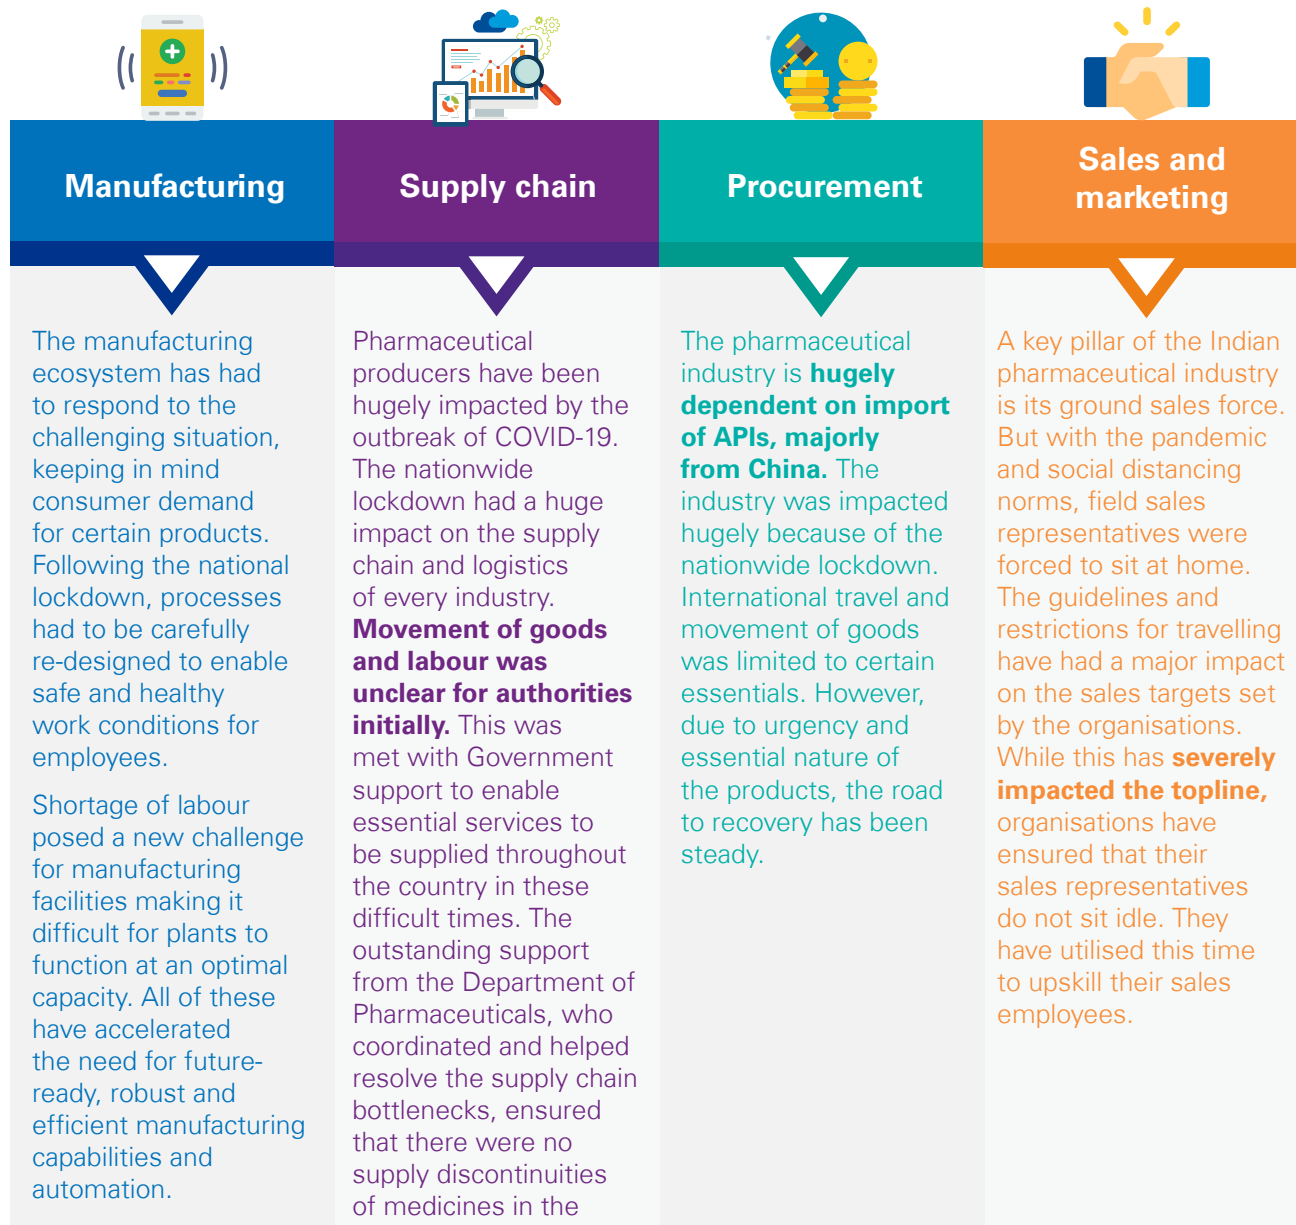 Manufacturing
The manufacturing
ecosystem has had
to respond to the
challenging situation,
keeping in mind
consumer demand
for certain products.
Following the national
lockdown, processes
had to be carefully
re-designed to enable
safe and healthy
work conditions for
employees.
Shortage of labour
posed a new challenge
for manufacturing
facilities making it
difficult for plants to
function at an optimal
capacity. All of these
have accelerated
the need for future-
ready, robust and
efficient manufacturing
capabilities and
automation.
Supply chain
Pharmaceutical
producers have been
hugely impacted by the
outbreak of COVID-19.
The nationwide
lockdown had a huge
impact on the supply
chain and logistics
of every industry.
Movement of goods
and labour was
unclear for authorities
initially. This was
met with Government
support to enable
essential services to
be supplied throughout
the country in these
difficult times. The
outstanding support
from the Department of
Pharmaceuticals, who
coordinated and helped
resolve the supply chain
bottlenecks, ensured
that there were no
supply discontinuities
of medicines in the
Procurement
The pharmaceutical
industry is hugely
dependent on import
of APIs, majorly
from China. The
industry was impacted
hugely because of the
nationwide lockdown.
International travel and
movement of goods
was limited to certain
essentials. However,
due to urgency and
essential nature of
the products, the road
to recovery has been
steady.
Sales and
marketing
A key pillar of the Indian
pharmaceutical industry
is its ground sales force.
But with the pandemic
and social distancing
norms, field sales
representatives were
forced to sit at home.
The guidelines and
restrictions for travelling
have had a major impact
on the sales targets set
by the organisations.
While this has severely
impacted the topline,
organisations have
ensured that their
sales representatives
do not sit idle. They
have utilised this time
to upskill their sales
employees.